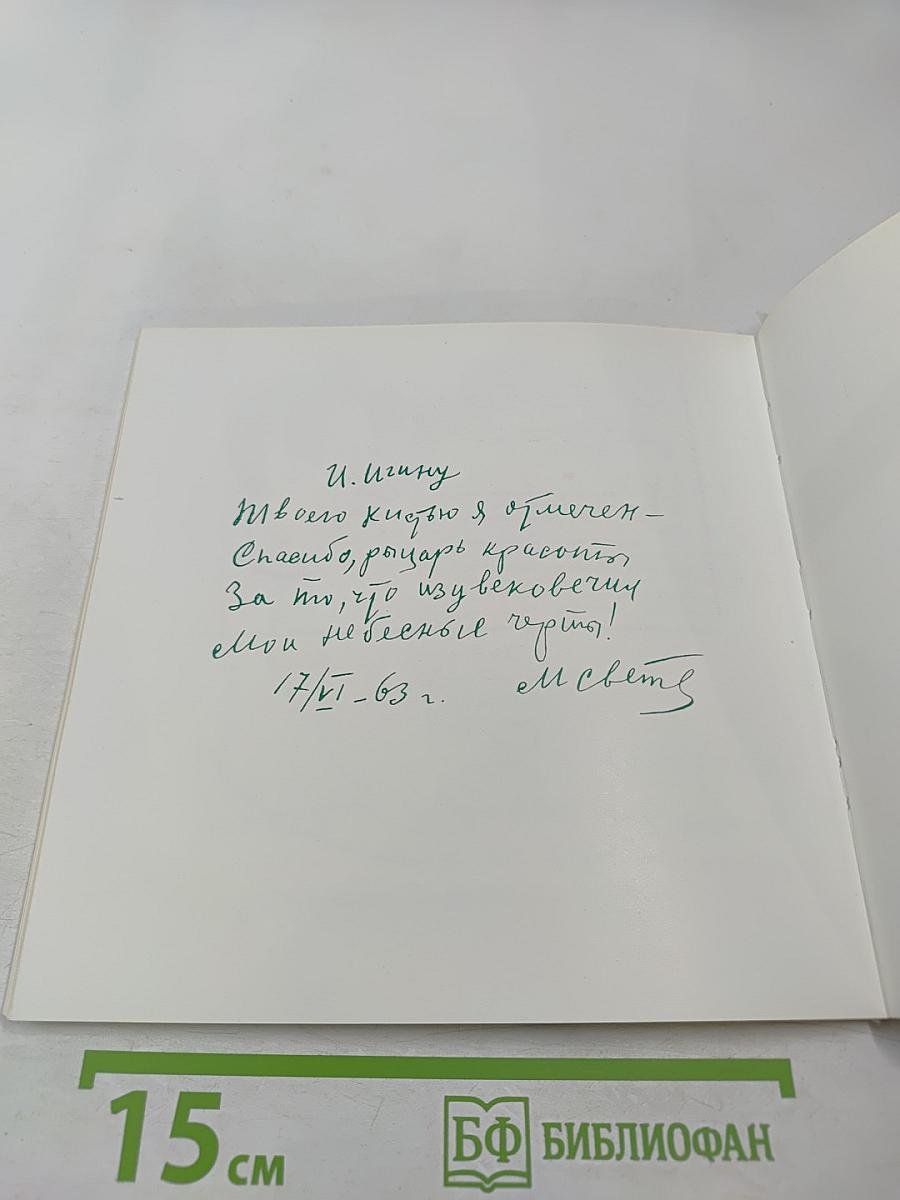 И. Игину
Твоею кистью я отмечен –
Спасибо, рыцарь красоты
За то, что изувековечил
Мои небесные черты!
17/VI – 63 г. М Светл
15 см
БФ БИБЛИОФАН